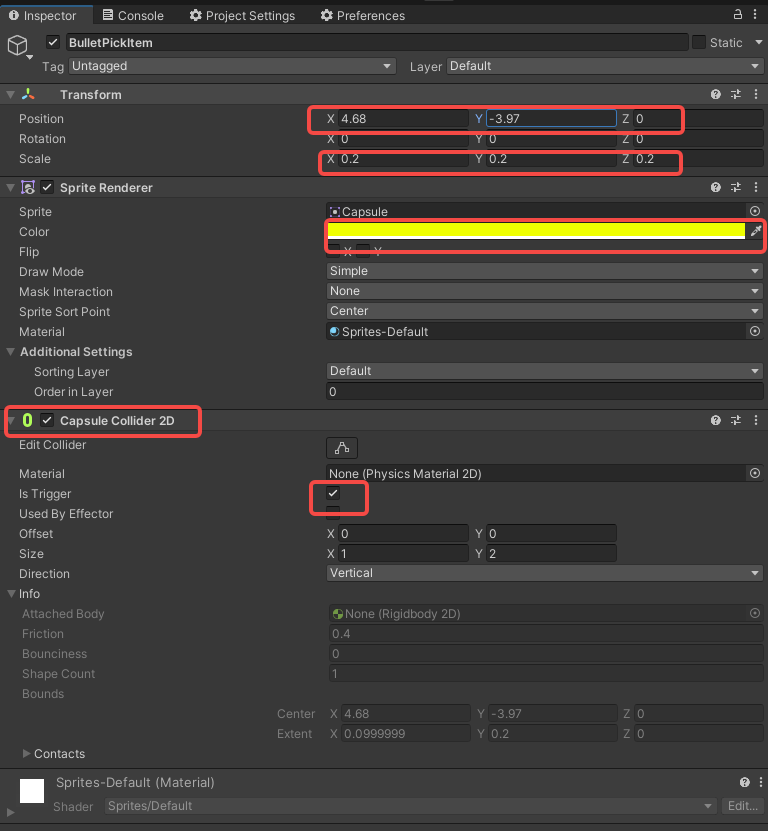 Inspector Console Project Settings Preferences
BulletPickItem Static
Tag Untagged Layer Default
Transform
Position X 4.68 Y -3.97 Z 0
Rotation X 0 Y 0 Z 0
Scale X 0.2 Y 0.2 Z 0.2
Sprite Renderer
Sprite Capsule
Color
Flip X Y
Draw Mode Simple
Mask Interaction None
Sprite Sort Point Center
Material Sprites-Default
Additional Settings
Sorting Layer Default
Order in Layer 0
Capsule Collider 2D
Edit Collider
Material None (Physics Material 2D)
Is Trigger
Used By Effector
Offset X 0 Y 0
Size X 1 Y 2
Direction Vertical
Info
Attached Body None (Rigidbody 2D)
Friction 0.4
Bounciness 0
Shape Count 1
Bounds
Center X 4.68 Y -3.97 Z 0
Extent X 0.0999999 Y 0.2 Z 0
Contacts
Sprites-Default (Material)
Shader Sprites/Default Edit...